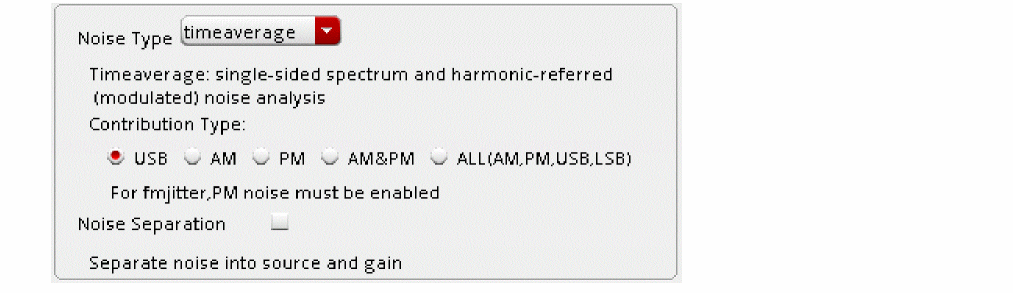 Noise Type timeaverage
Timeaverage: single-sided spectrum and harmonic-referred
(modulated) noise analysis
Contribution Type:
USB AM PM AM&PM ALL(AM,PM,USB,LSB)
For fmjitter,PM noise must be enabled
Noise Separation
Separate noise into source and gain